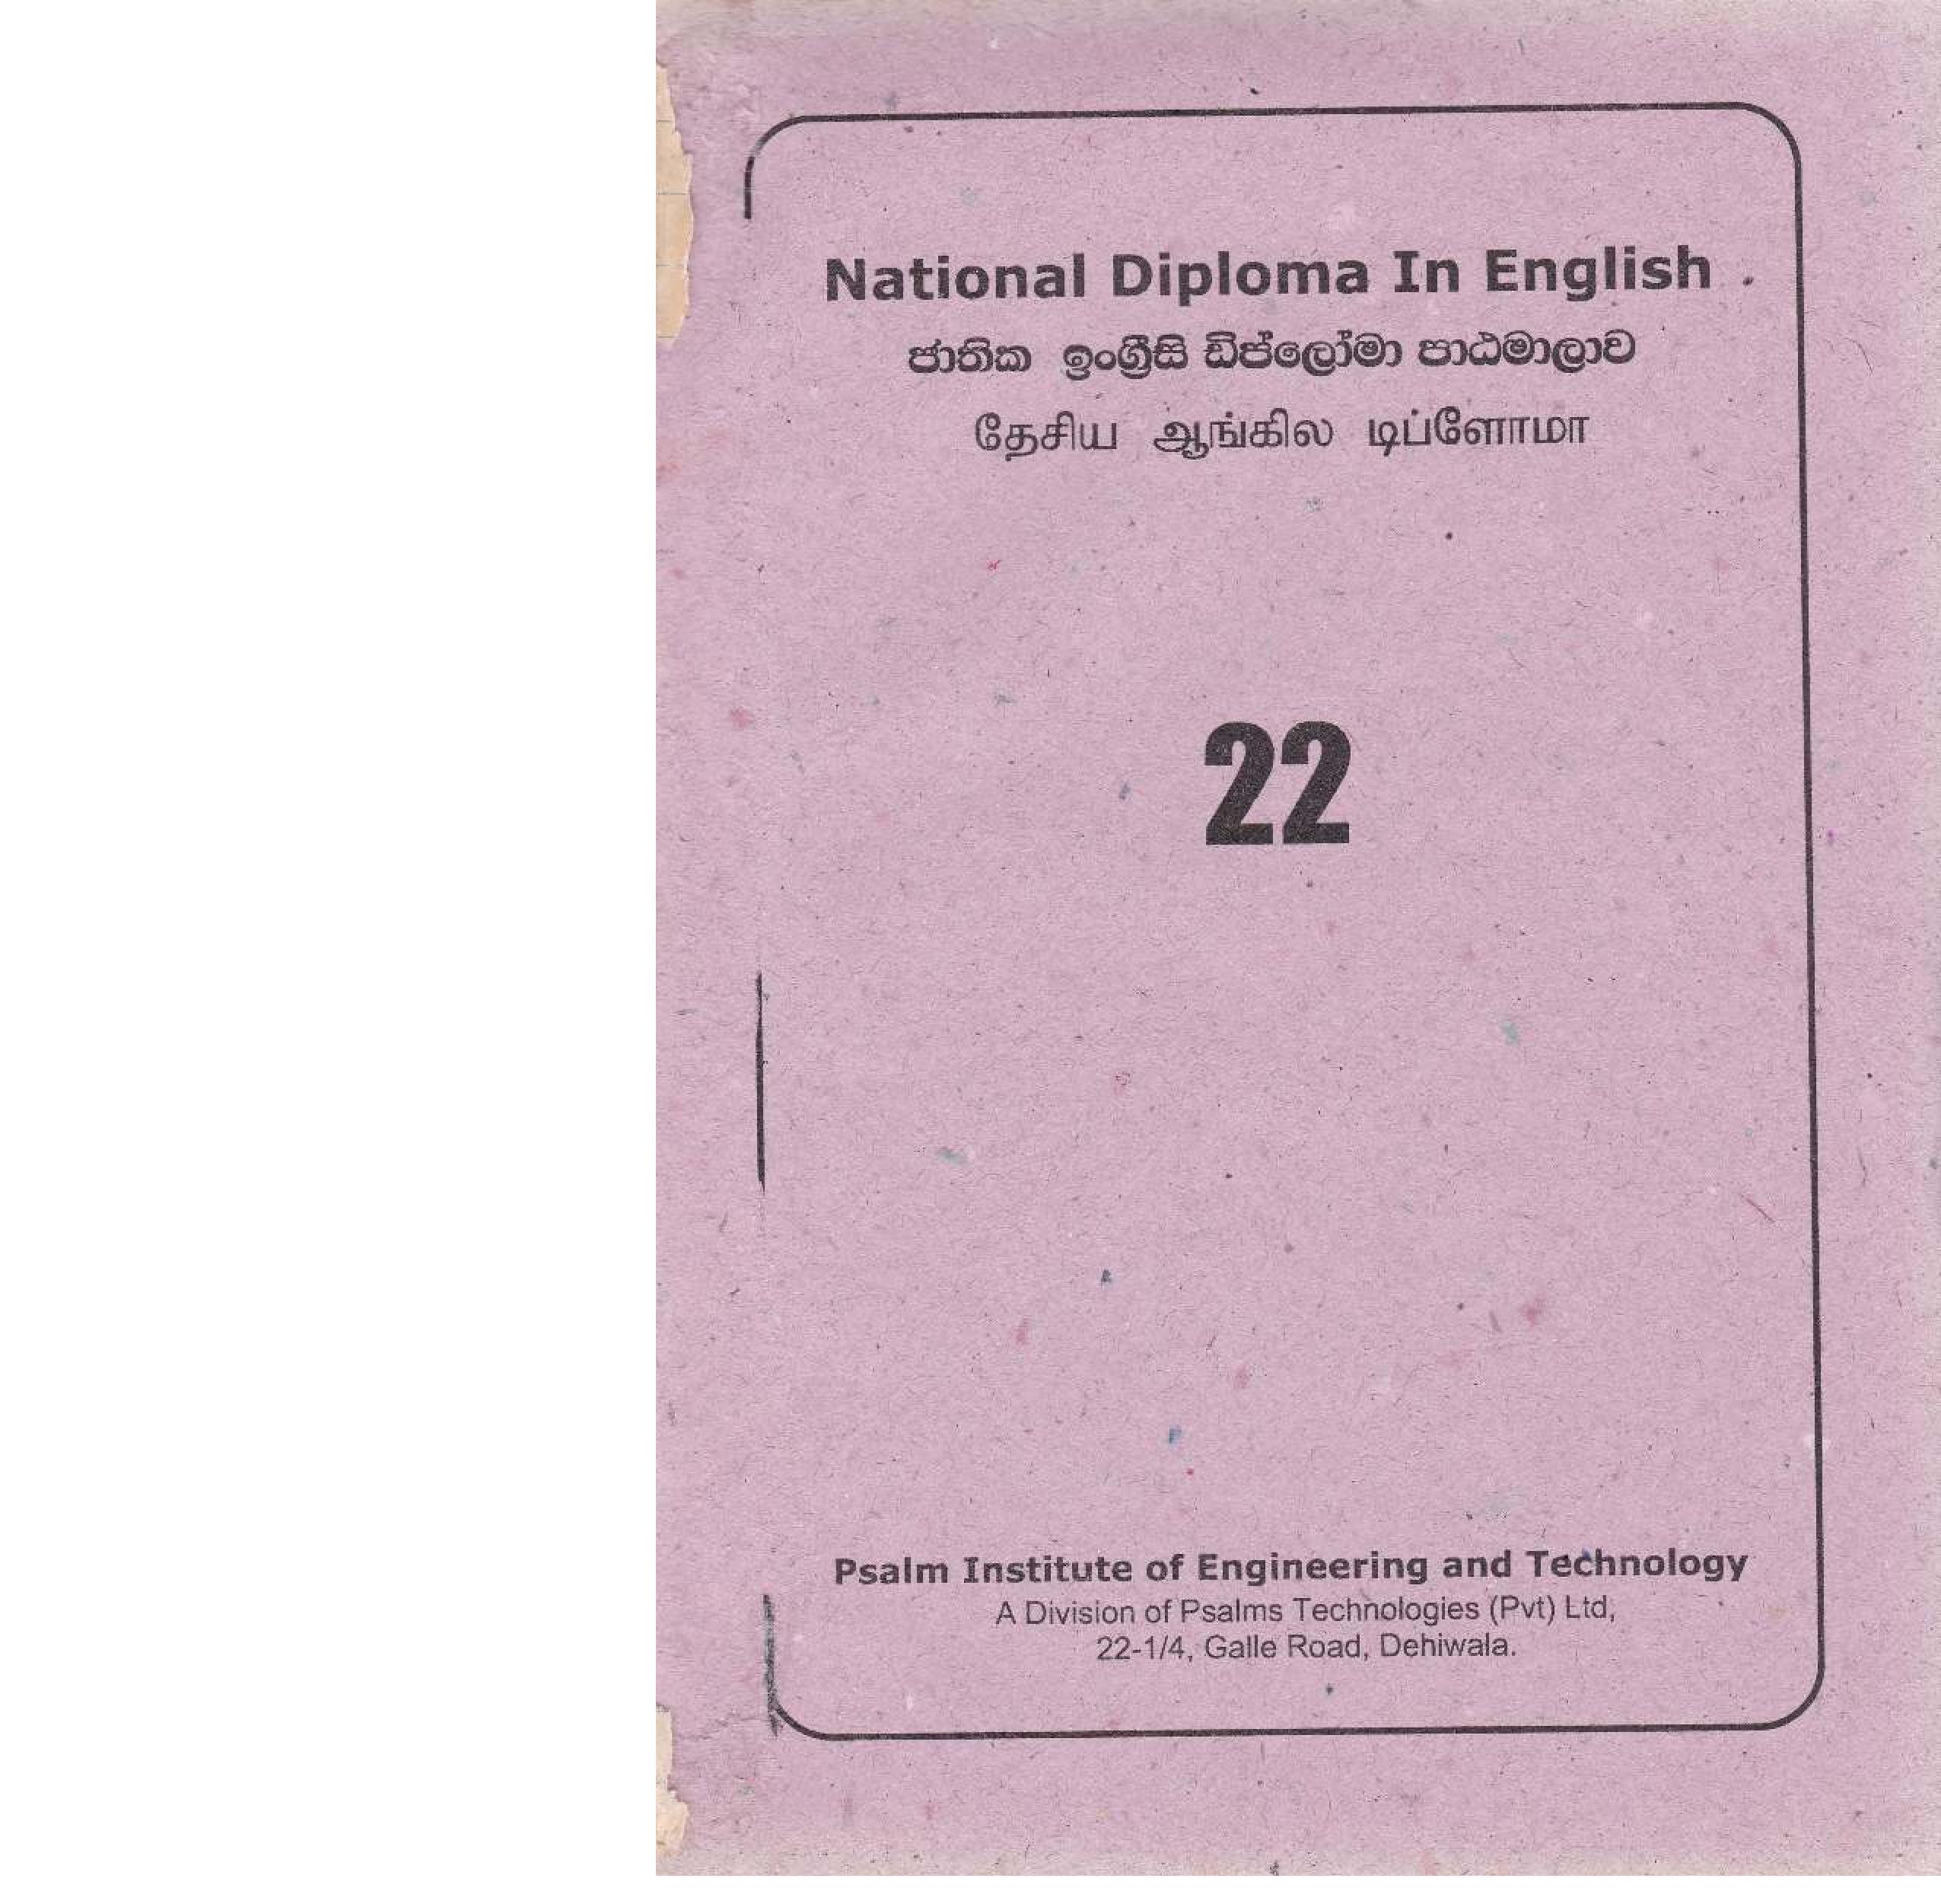 National Diploma In English
ජාතික ඉංග්‍රීසි ඩිප්ලෝමා පාඨමාලාව
தேசிய ஆங்கில டிப்ளோமா
22
Psalm Institute of Engineering and Technology
A Division of Psalms Technologies (Pvt) Ltd,
22-1/4, Galle Road, Dehiwala.